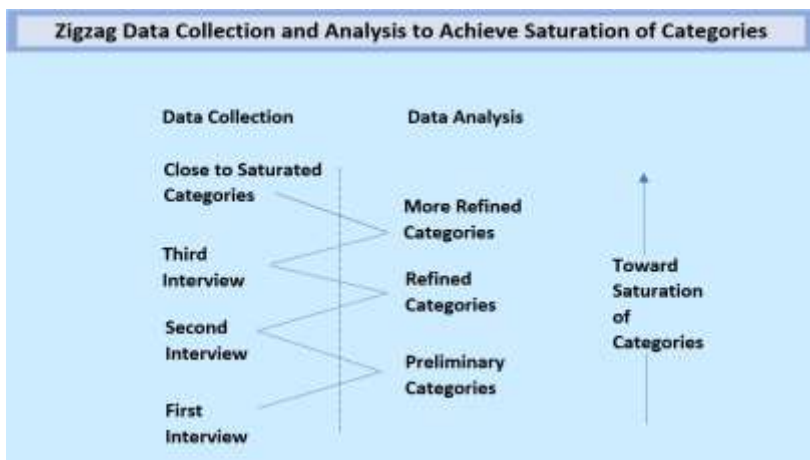 Zigzag Data Collection and Analysis to Achieve Saturation of Categories
Data Collection
Data Analysis
Close to Saturated
Categories
More Refined
Categories
Third
Interview
Refined
Categories
Second
Interview
Preliminary
Categories
First
Interview
Toward
Saturation
of
Categories